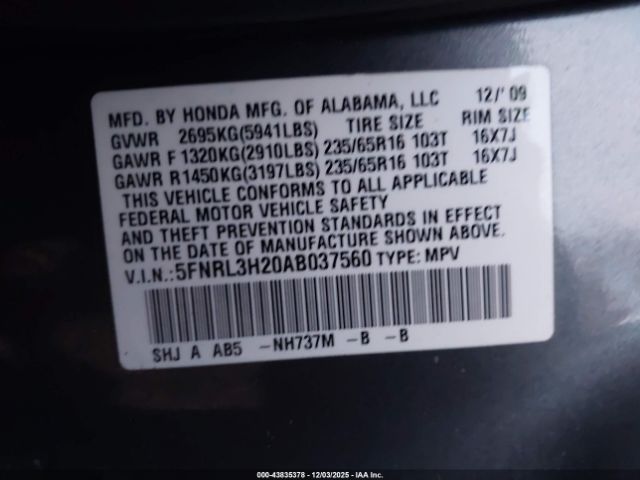 MFD. BY HONDA MFG. OF ALABAMA, LLC 12/'09
GVWR 2695KG(5941LBS) TIRE SIZE RIM SIZE
GAWR F 1320KG(2910LBS) 235/65R16 103T 16X7J
GAWR R1450KG(3197LBS) 235/65R16 103T 16X7J
THIS VEHICLE CONFORMS TO ALL APPLICABLE
FEDERAL MOTOR VEHICLE SAFETY BUMPER,
AND THEFT PREVENTION STANDARDS IN EFFECT
ON THE DATE OF MANUFACTURE SHOWN ABOVE.
V.I.N.:5FNRL3H20AB037560 TYPE: MPV
SHJ A AB5 -NH737M -B -B
000-43835378 - 12/03/2025 - IAA Inc.